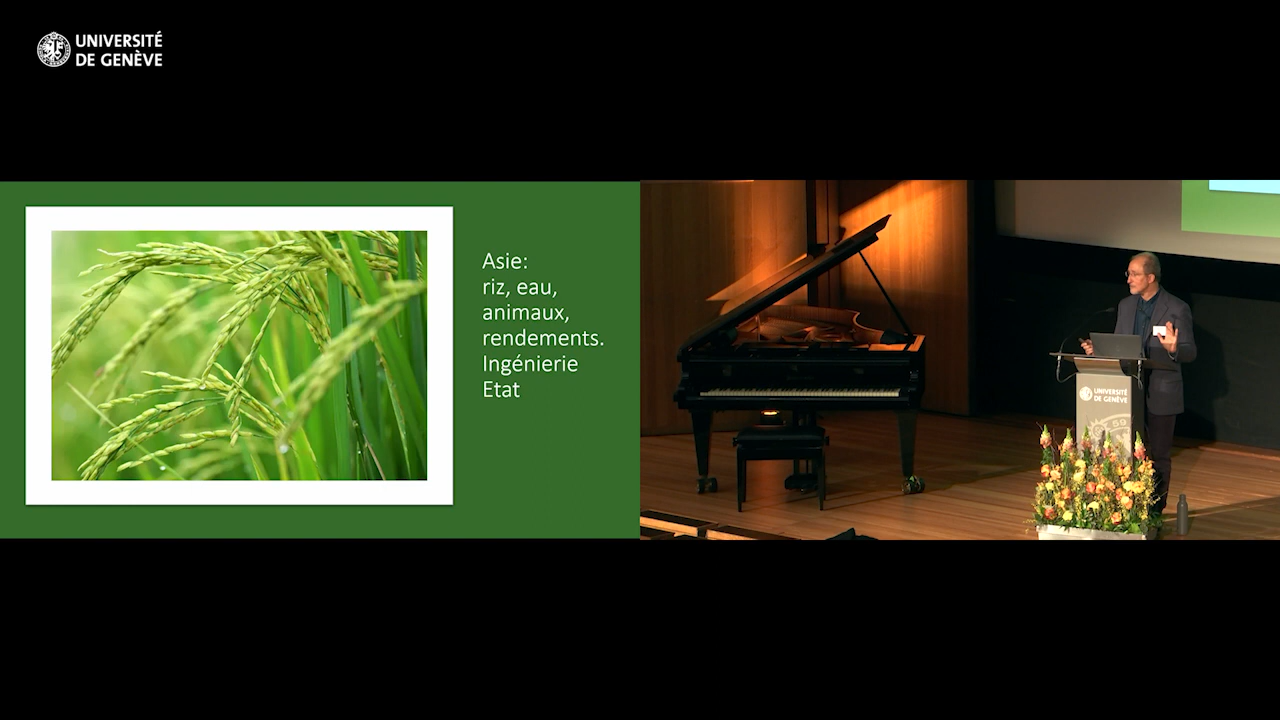 UNIVERSITÉ
DE GENÈVE
Asie:
riz, eau,
animaux,
rendements.
Ingénierie
Etat
UNIVERSITÉ
DE GENÈVE